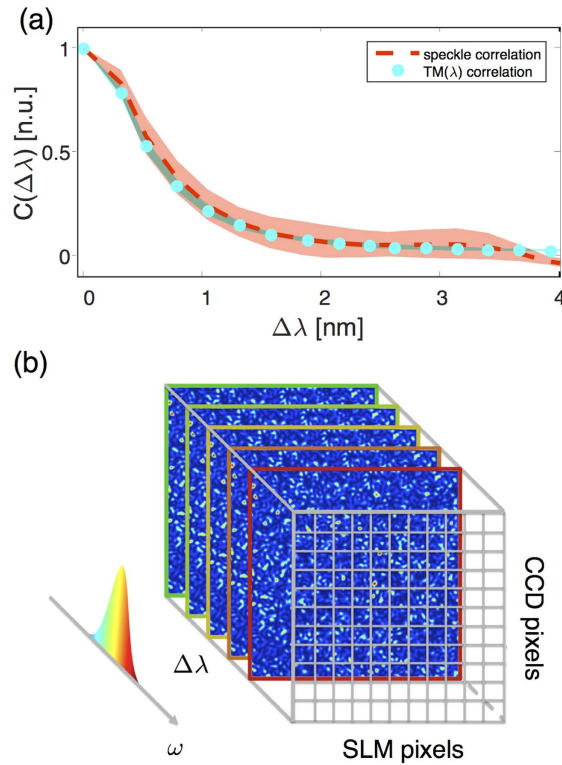 (a)
1
0.5
0
C(Δλ) [n.u.]
speckle correlation
TM(λ) correlation
0 1 2 3 4
Δλ [nm]
(b)
CCD pixels
Δλ
ω
SLM pixels